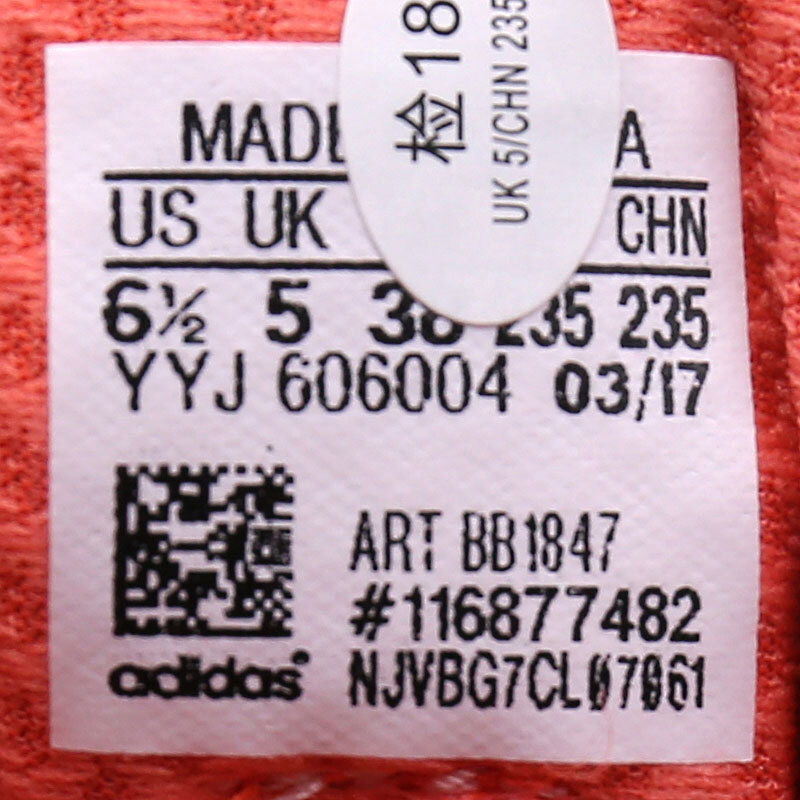 检18
UK 5/CHN 235
US UK CHN
6½ 5 38 235 235
YYJ 606004 03/17
ART BB1847
#116877482
adidas®
NJVBG7CL07061